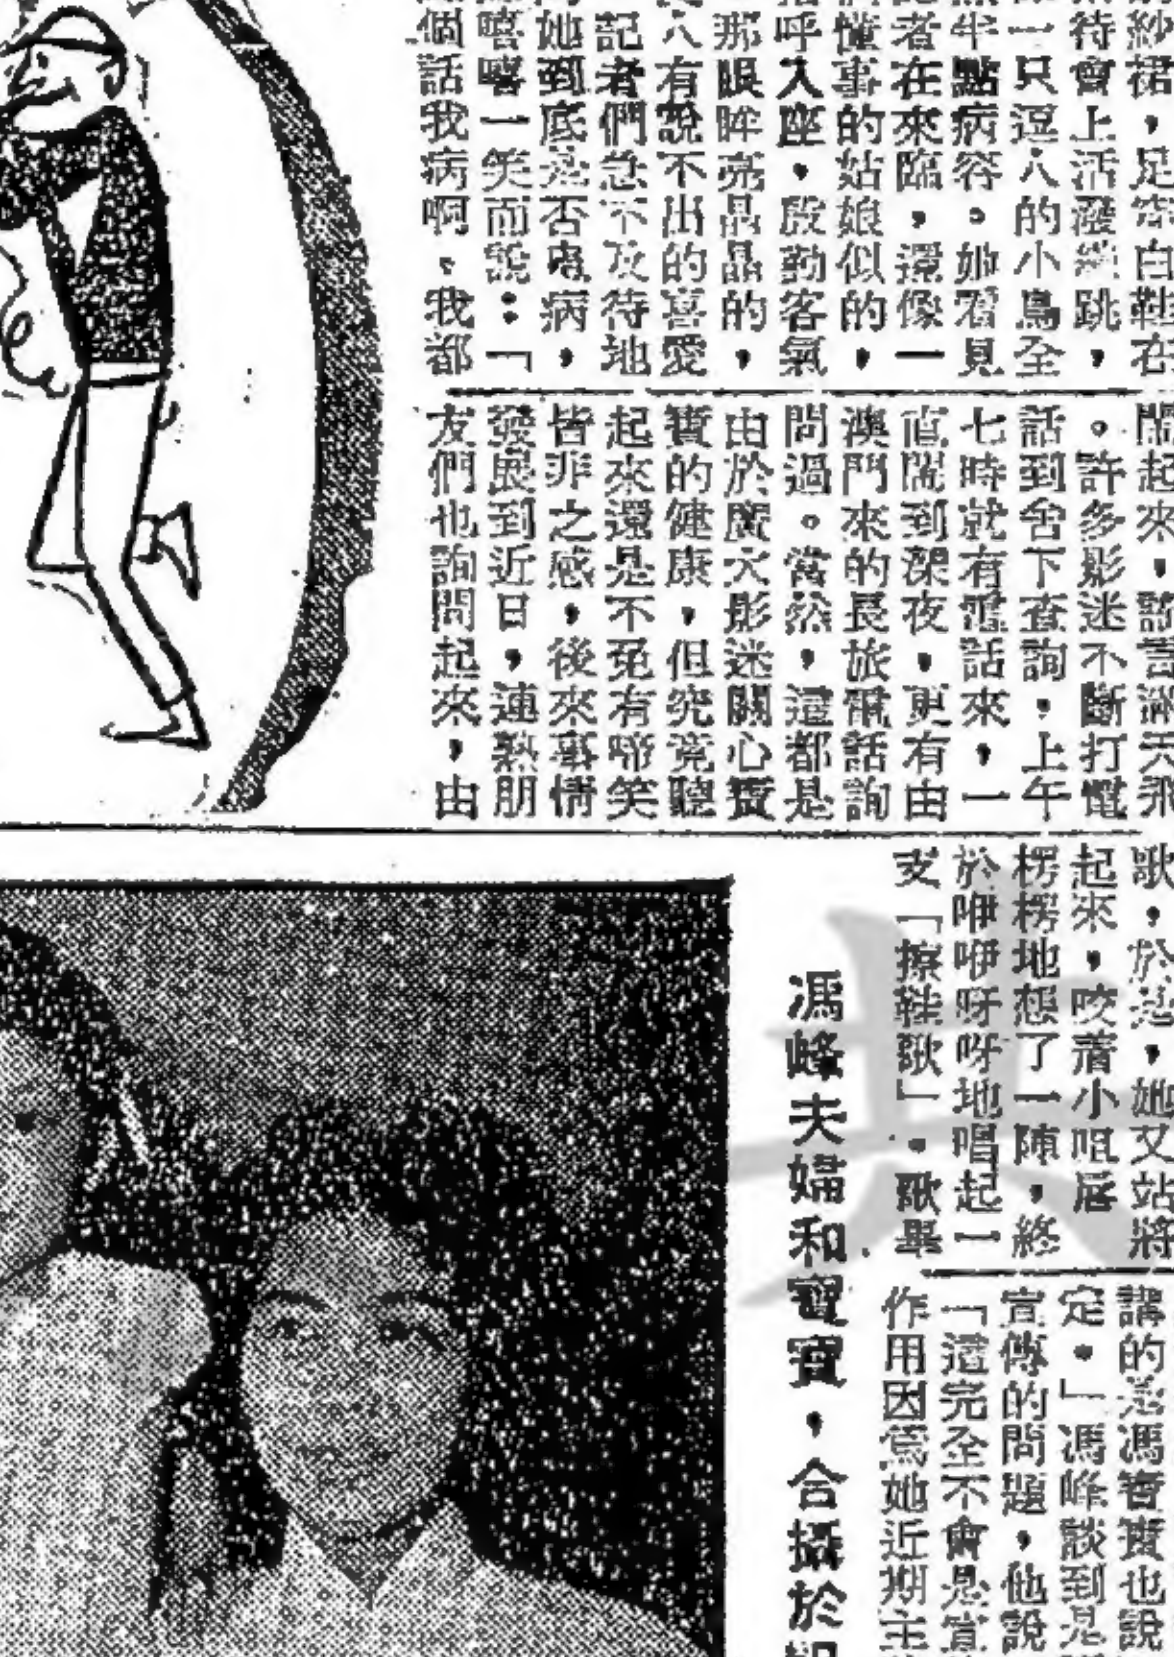 紗裙，足穿白鞋在
待會上活潑縱跳，
一只逗人的小鳥全
半點病容。她看見
者在來臨，還像一
懂事的姑娘似的，
呼入座，殷勤客氣
那眼眸亮晶晶的，
人有說不出的喜愛
記者們急不及待地
她到底是否患病，
嘻嘻一笑而說：「
個話我病啊。我都
鬧起來，謠言滿天飛
。許多影迷不斷打電
話到舍下查詢，上午
七時就有電話來，一
直鬧到深夜，更有由
澳門來的長旅電話詢
問過。當然，這都是
由於廣大影迷關心寶
寶的健康，但究竟聽
起來還是不免有啼笑
皆非之感，後來事情
發展到近日，連熟朋
友們也詢問起來，由
歌，於是，她又站將
起來，咬着小咀唇
楞楞地想了一陣，終
於咿咿呀呀地唱起一
支「擦鞋歌」。歌畢
講的。馮寶寶也說
定。」馮峰談到是
宣傳的問題，他說
「這完全不會是宣
作用因為她近期主
馮峰夫婦和寶寶，合攝於
典